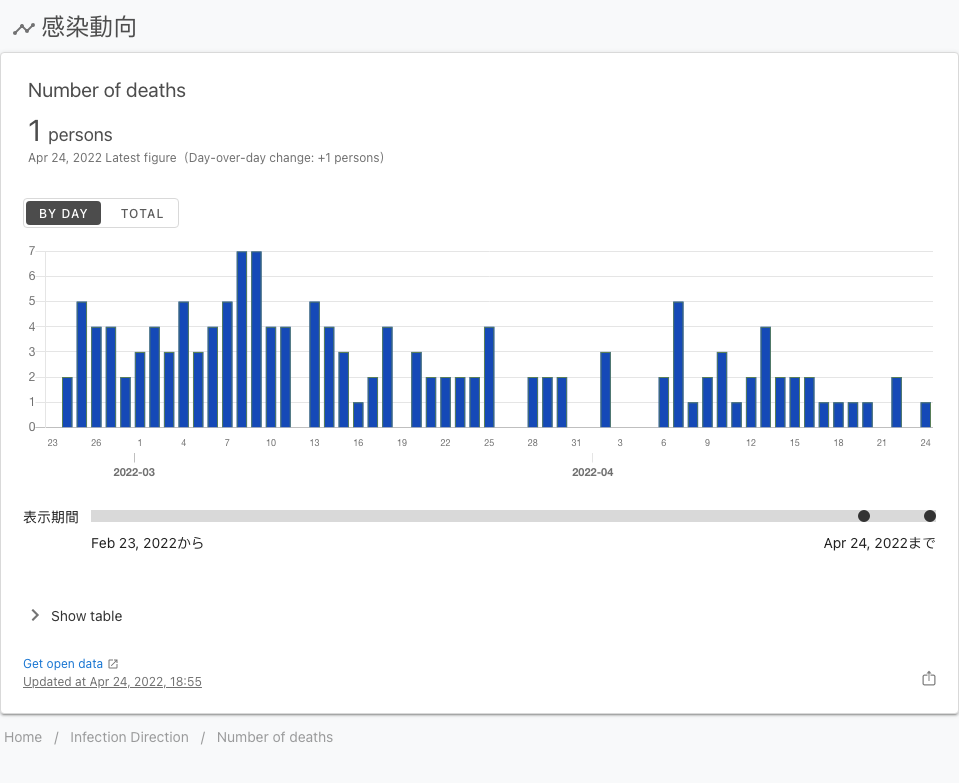 感染動向
Number of deaths
1 persons
Apr 24, 2022 Latest figure (Day-over-day change: +1 persons)
BY DAY TOTAL
7
6
5
4
3
2
1
0
23 26 1 4 7 10 13 16 19 22 25 28 31 3 6 9 12 15 18 21 24
2022-03 2022-04
表示期間
Feb 23, 2022から Apr 24, 2022まで
Show table
Get open data
Updated at Apr 24, 2022, 18:55
Home / Infection Direction / Number of deaths